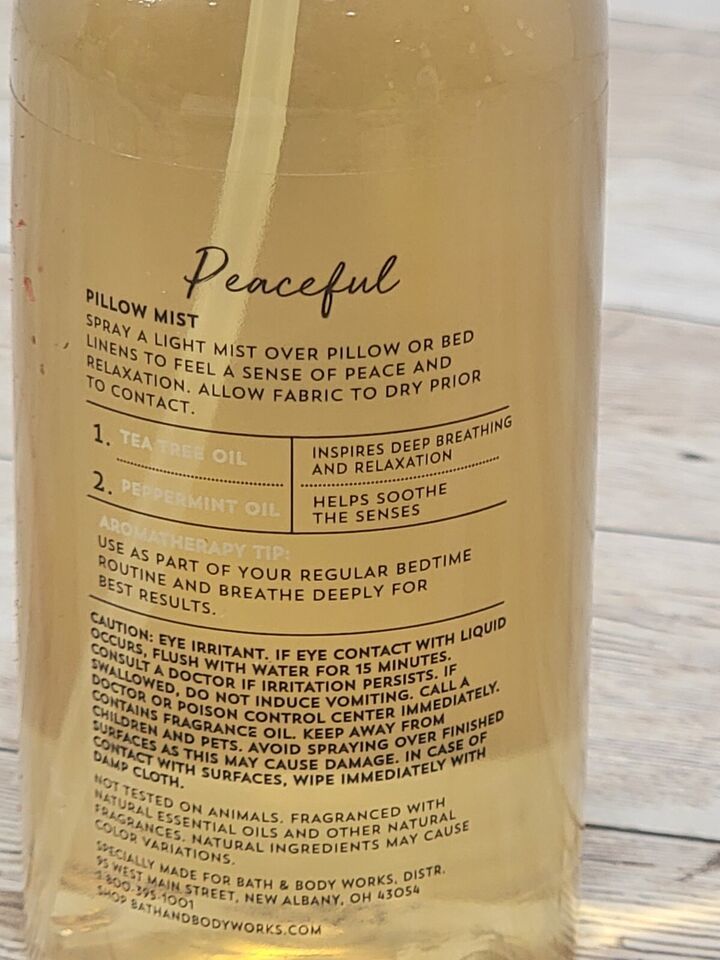 Peaceful
PILLOW MIST
SPRAY A LIGHT MIST OVER PILLOW OR BED
LINENS TO FEEL A SENSE OF PEACE AND
RELAXATION. ALLOW FABRIC TO DRY PRIOR
TO CONTACT.
1. TEA TREE OIL
INSPIRES DEEP BREATHING
AND RELAXATION
2. PEPPERMINT OIL
HELPS SOOTHE
THE SENSES
AROMATHERAPY TIP:
USE AS PART OF YOUR REGULAR BEDTIME
ROUTINE AND BREATHE DEEPLY FOR
BEST RESULTS.
CAUTION: EYE IRRITANT. IF EYE CONTACT WITH LIQUID
OCCURS, FLUSH WITH WATER FOR 15 MINUTES.
CONSULT A DOCTOR IF IRRITATION PERSISTS. IF
SWALLOWED, DO NOT INDUCE VOMITING. CALL A
DOCTOR OR POISON CONTROL CENTER IMMEDIATELY.
CONTAINS FRAGRANCE OIL. KEEP AWAY FROM
CHILDREN AND PETS. AVOID SPRAYING OVER FINISHED
SURFACES AS THIS MAY CAUSE DAMAGE. IN CASE OF
CONTACT WITH SURFACES, WIPE IMMEDIATELY WITH
DAMP CLOTH.
NOT TESTED ON ANIMALS. FRAGRANCED WITH
NATURAL ESSENTIAL OILS AND OTHER NATURAL
FRAGRANCES. NATURAL INGREDIENTS MAY CAUSE
COLOR VARIATIONS.
SPECIALLY MADE FOR BATH & BODY WORKS, DISTR.
95 WEST MAIN STREET, NEW ALBANY, OH 43054
1-800-395-1001
SHOP BATHANDBODYWORKS.COM